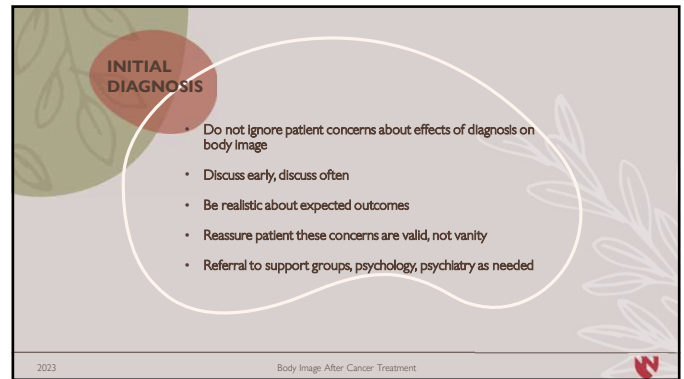 INITIAL
DIAGNOSIS
• Do not ignore patient concerns about effects of diagnosis on
body image
• Discuss early, discuss often
• Be realistic about expected outcomes
• Reassure patient these concerns are valid, not vanity
• Referral to support groups, psychology, psychiatry as needed
2023
Body Image After Cancer Treatment
N